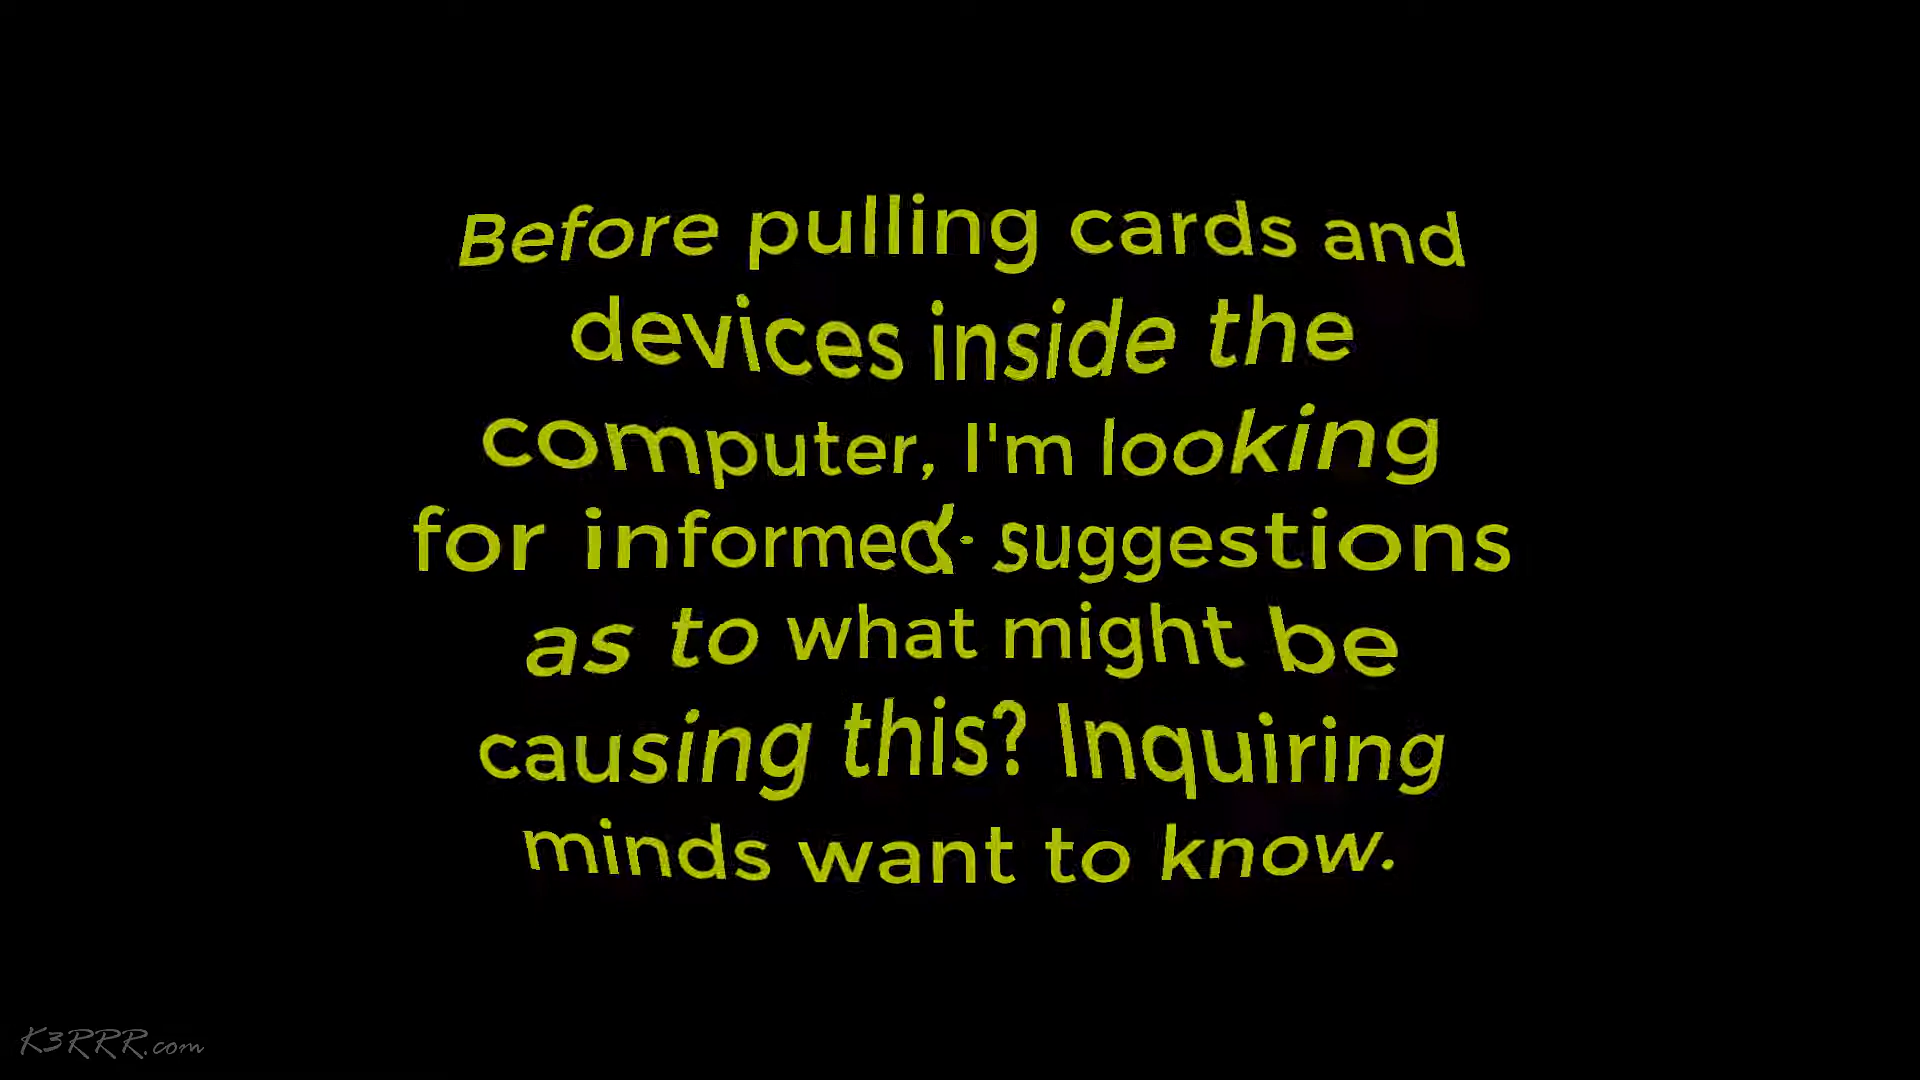 Before pulling cards and
devices inside the
computer, I'm looking
for informed suggestions
as to what might be
causing this? Inquiring
minds want to know.
K3RRR.com